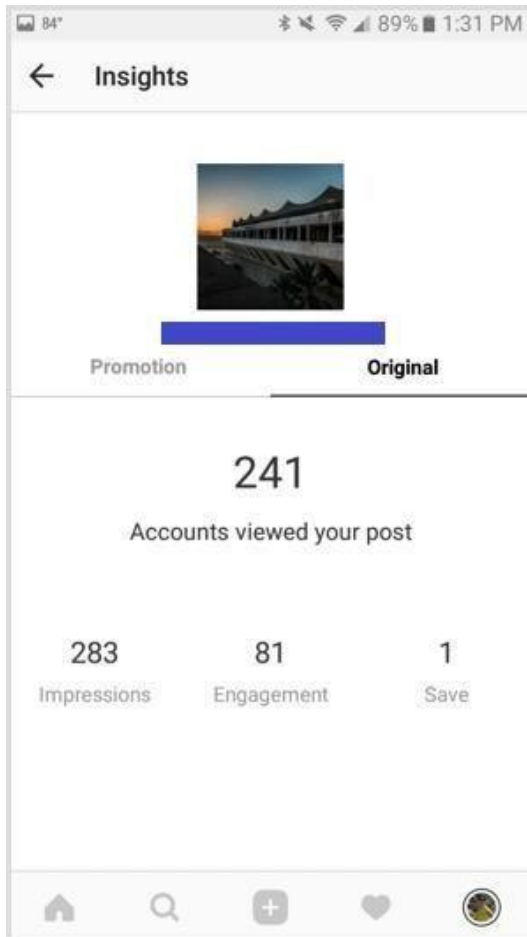 84° 89% 1:31 PM
Insights
Promotion Original
241
Accounts viewed your post
283 81 1
Impressions Engagement Save